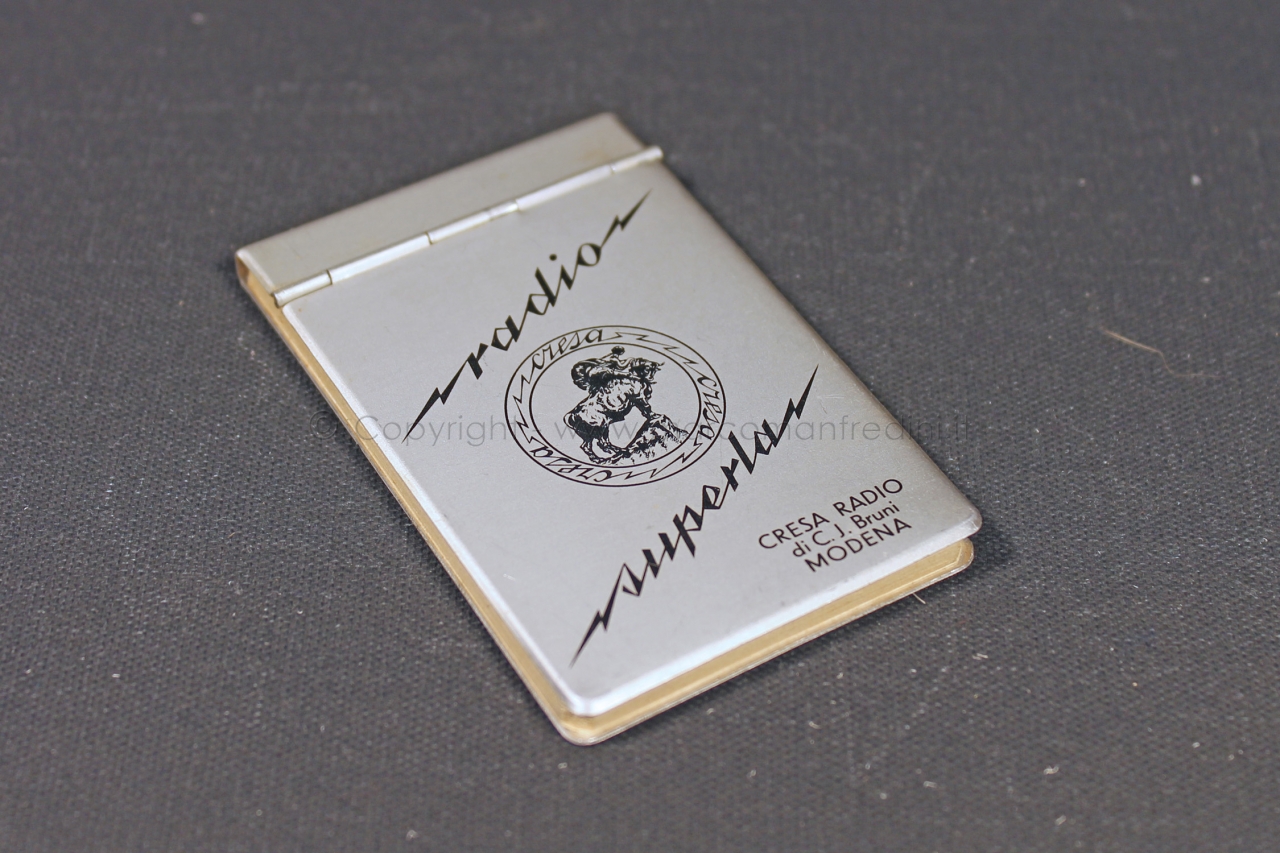 radio
cresa cresa cresa
superla
CRESA RADIO
di C. J. Bruni
MODENA
© Copyright